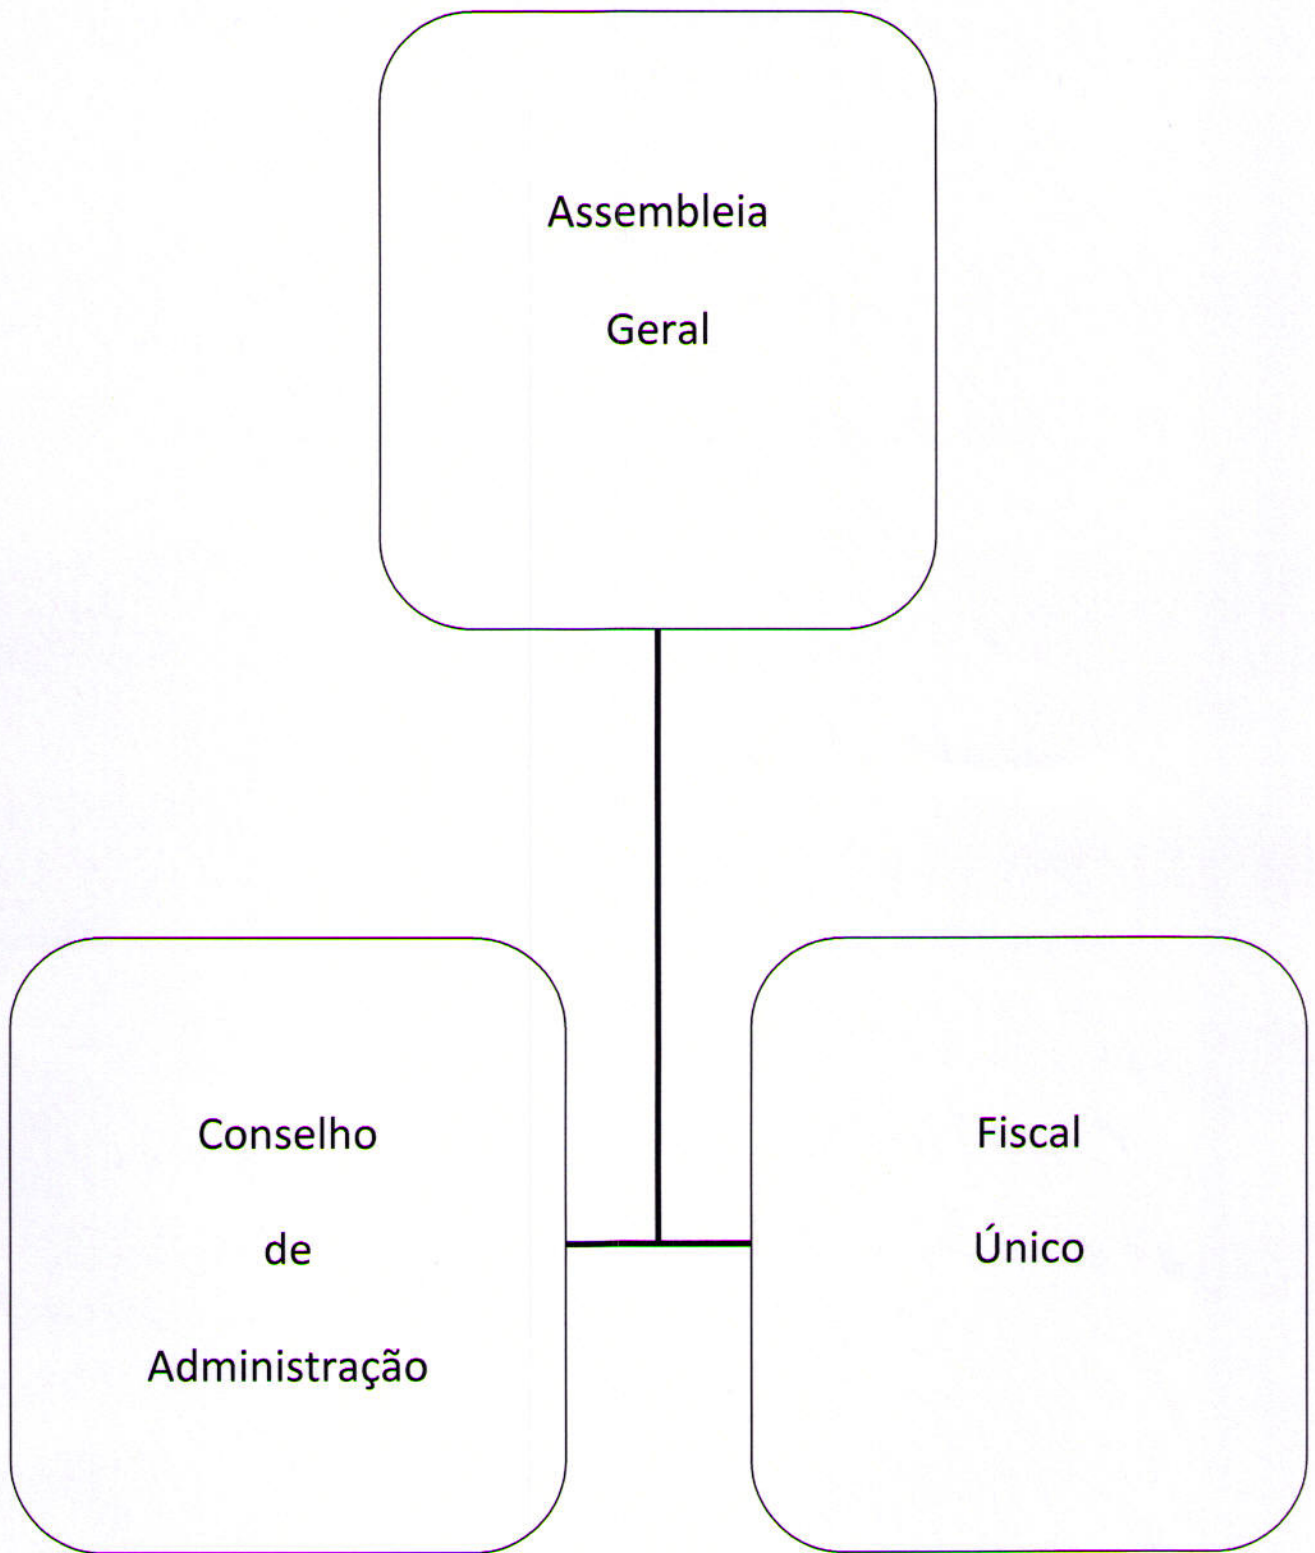 Assembleia
Geral
Conselho
de
Administração
Fiscal
Único